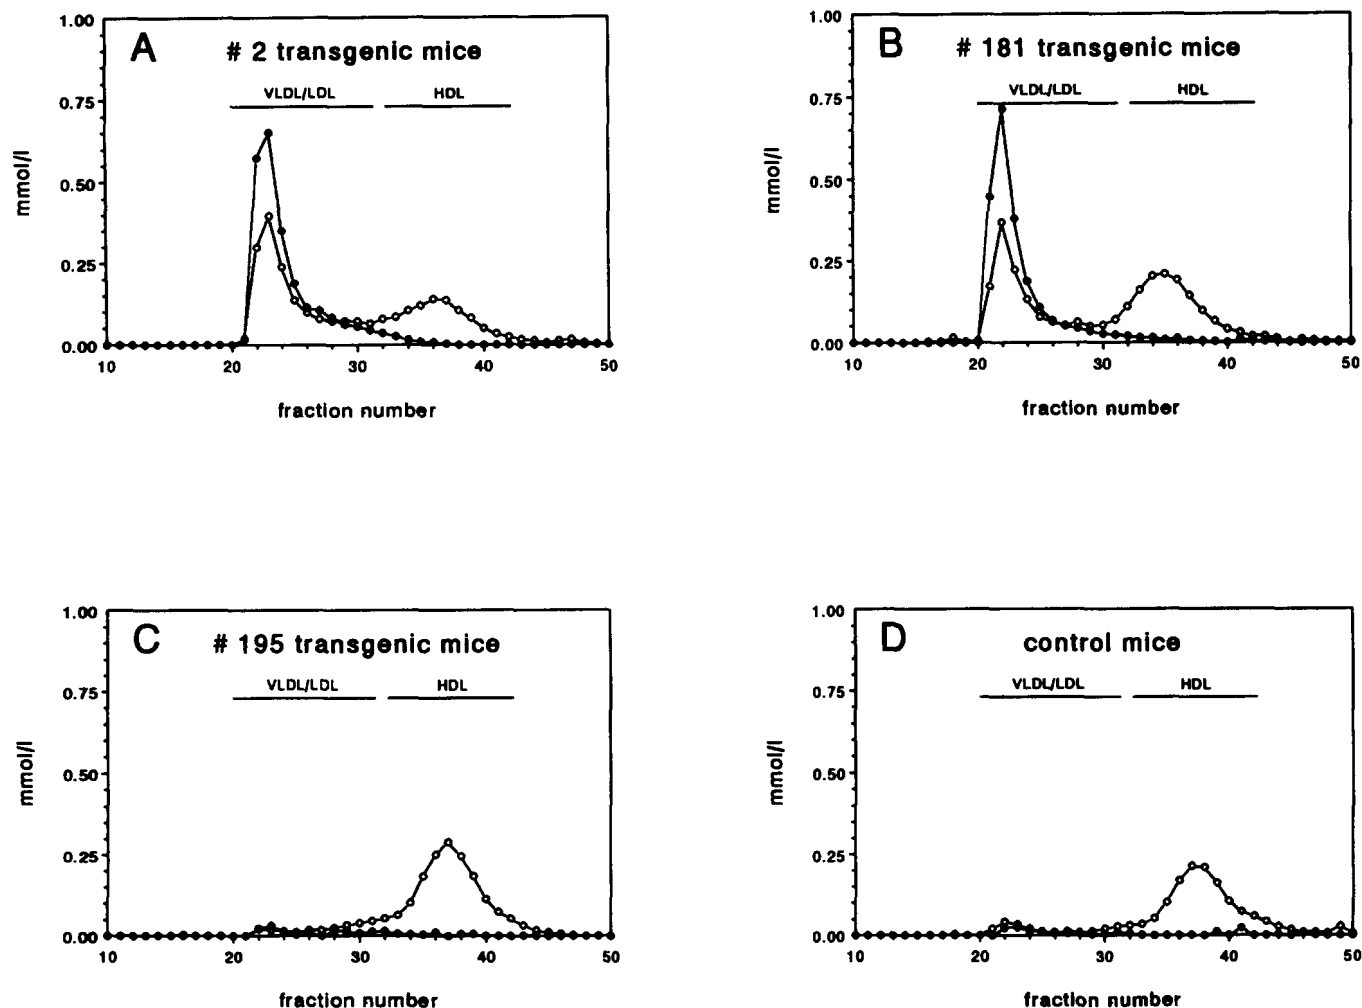 A
# 2 transgenic mice
VLDL/LDL
HDL
mmol/l
1.00
0.75
0.50
0.25
0.00
10 20 30 40 50
fraction number
B
# 181 transgenic mice
VLDL/LDL
HDL
mmol/l
1.00
0.75
0.50
0.25
0.00
10 20 30 40 50
fraction number
C
# 195 transgenic mice
VLDL/LDL
HDL
mmol/l
1.00
0.75
0.50
0.25
0.00
10 20 30 40 50
fraction number
D
control mice
VLDL/LDL
HDL
mmol/l
1.00
0.75
0.50
0.25
0.00
10 20 30 40 50
fraction number